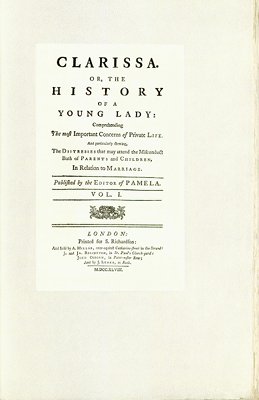 CLARISSA.
OR, THE
HISTORY
OF A
YOUNG LADY:
Comprehending
The most Important Concerns of Private LIFE.
And particularly shewing,
The DISTRESSES that may attend the Misconduct
Both of PARENTS and CHILDREN,
In Relation to MARRIAGE.
Published by the EDITOR of PAMELA.
VOL. I.
LONDON:
Printed for S. Richardson:
And Sold by A. MILLAR, over-against Catharine-street in the Strand:
J. and JA. RIVINGTON, in St. Paul's Church-yard:
JOHN OSBORN, in Pater-noster Row;
And by J. LEAKE, at Bath.
M.DCC.XLVIII.